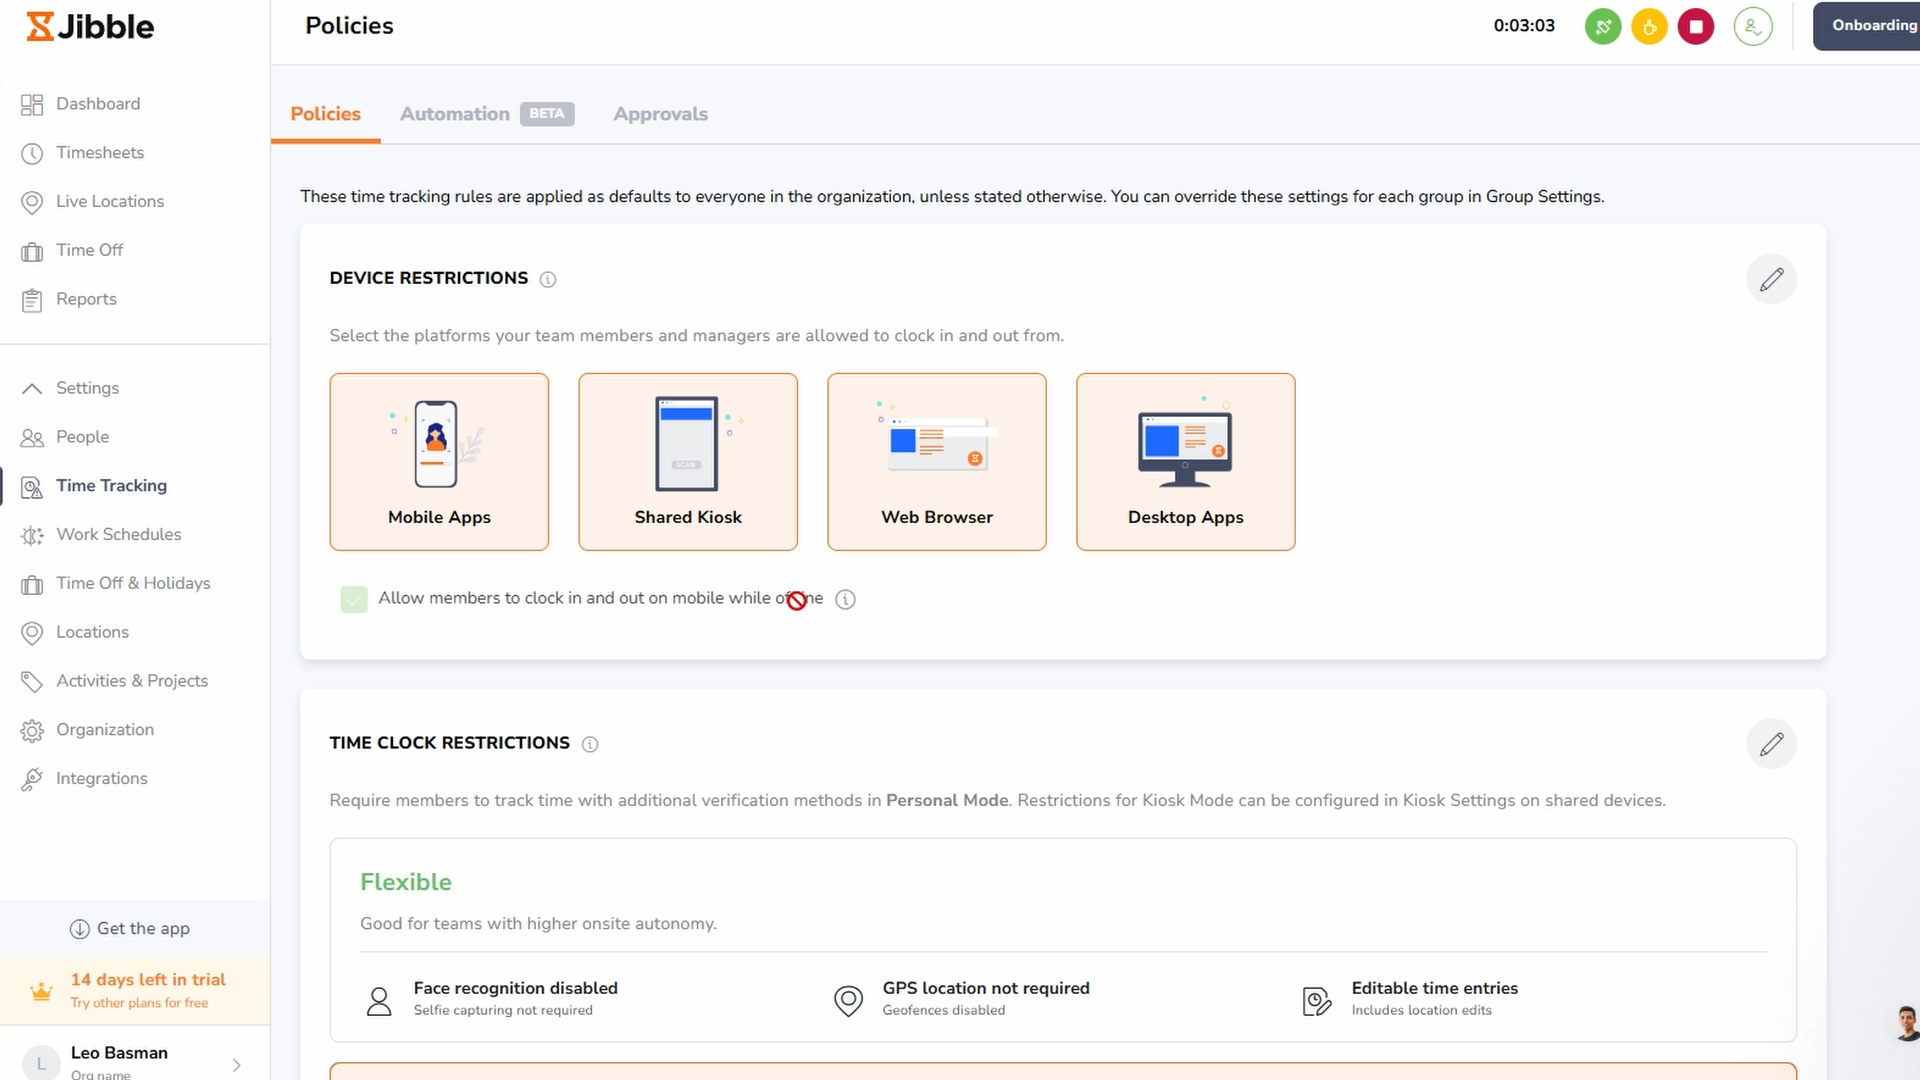 Jibble
Policies
0:03:03
Onboarding
Dashboard
Timesheets
Live Locations
Time Off
Reports
Settings
People
Time Tracking
Work Schedules
Time Off & Holidays
Locations
Activities & Projects
Organization
Integrations
Get the app
14 days left in trial
Try other plans for free
L
Leo Basman
Org name
Policies
Automation BETA
Approvals
These time tracking rules are applied as defaults to everyone in the organization, unless stated otherwise. You can override these settings for each group in Group Settings.
DEVICE RESTRICTIONS
Select the platforms your team members and managers are allowed to clock in and out from.
SCAN
Mobile Apps
Shared Kiosk
Web Browser
Desktop Apps
Allow members to clock in and out on mobile while
TIME CLOCK RESTRICTIONS
Require members to track time with additional verification methods in Personal Mode. Restrictions for Kiosk Mode can be configured in Kiosk Settings on shared devices.
Flexible
Good for teams with higher onsite autonomy.
Face recognition disabled
Selfie capturing not required
GPS location not required
Geofences disabled
Editable time entries
Includes location edits